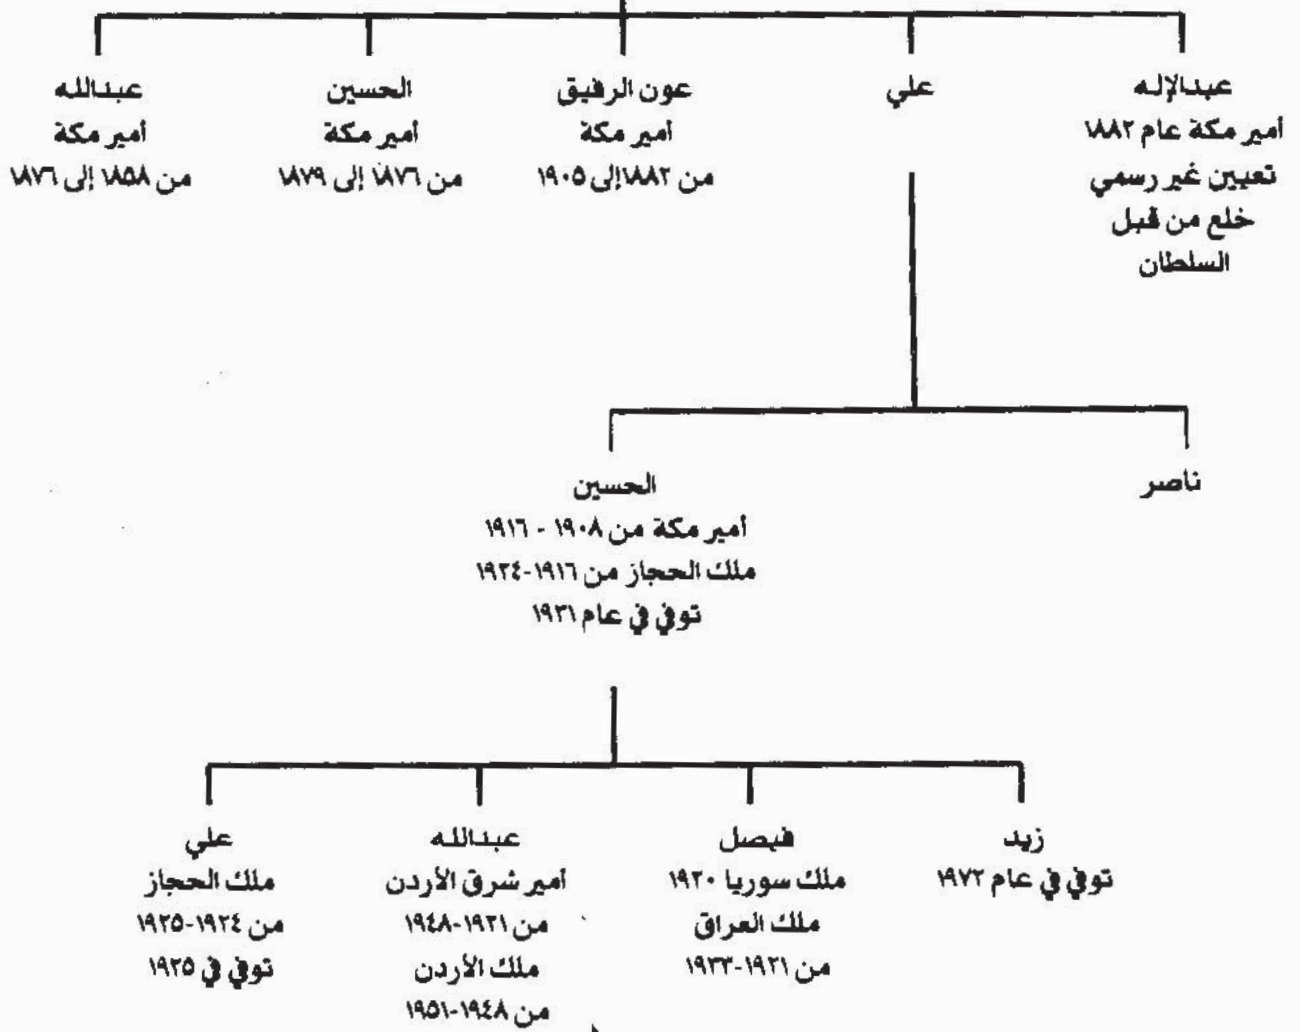 عبدالإله
أمير مكة عام ١٨٨٢
تعيين غير رسمي
خلع من قبل
السلطان
علي
عون الرفيق
أمير مكة
من ١٨٨٢إلى ١٩٠٥
الحسين
أمير مكة
من ١٨٧٦ إلى ١٨٧٩
عبدالله
أمير مكة
من ١٨٥٨ إلى ١٨٧٦
ناصر
الحسين
أمير مكة من ١٩٠٨ - ١٩١٦
ملك الحجاز من ١٩١٦-١٩٢٤
توفي في عام ١٩٣١
زيد
توفي في عام ١٩٧٢
فيصل
ملك سوريا ١٩٢٠
ملك العراق
من ١٩٢١-١٩٣٣
عبدالله
أمير شرق الأردن
من ١٩٢١-١٩٤٨
ملك الأردن
من ١٩٤٨-١٩٥١
علي
ملك الحجاز
من ١٩٢٤-١٩٢٥
توفي في ١٩٣٥